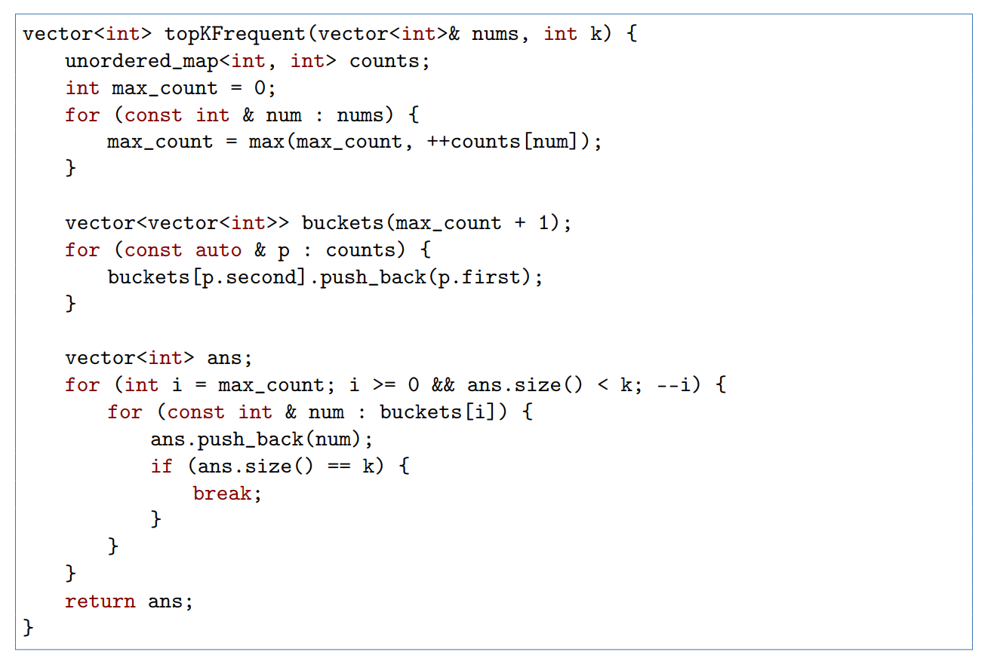 vector<int> topKFrequent(vector<int>& nums, int k) {
    unordered_map<int, int> counts;
    int max_count = 0;
    for (const int & num : nums) {
        max_count = max(max_count, ++counts[num]);
    }

    vector<vector<int>> buckets(max_count + 1);
    for (const auto & p : counts) {
        buckets[p.second].push_back(p.first);
    }

    vector<int> ans;
    for (int i = max_count; i >= 0 && ans.size() < k; --i) {
        for (const int & num : buckets[i]) {
            ans.push_back(num);
            if (ans.size() == k) {
                break;
            }
        }
    }
    return ans;
}